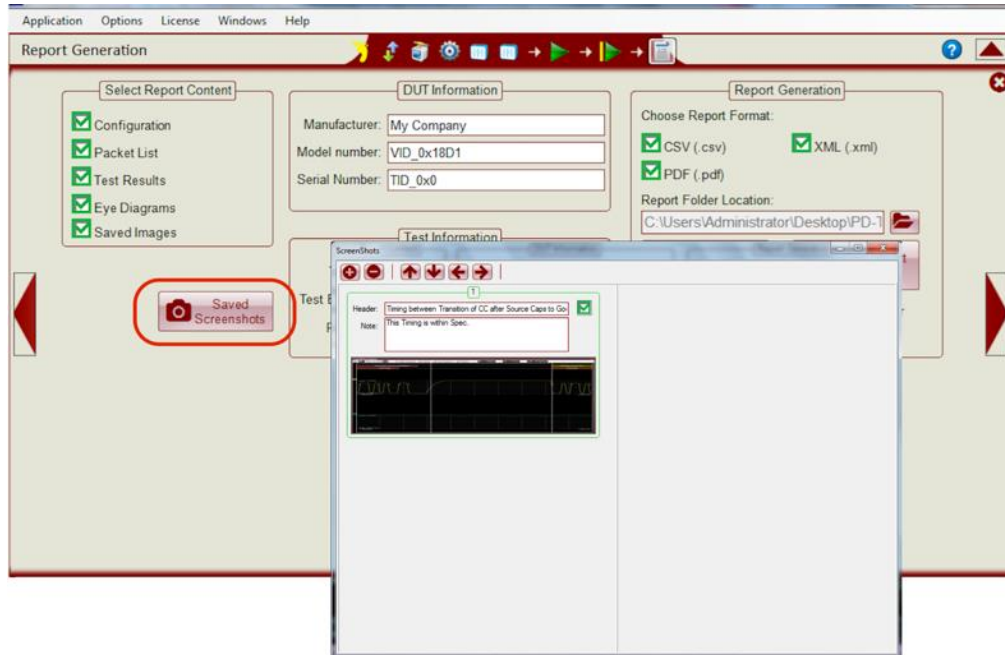 Application Options License Windows Help
Report Generation
Select Report Content
Configuration
Packet List
Test Results
Eye Diagrams
Saved Images
Saved
Screenshots
DUT Information
Manufacturer: My Company
Model number: VID_0x18D1
Serial Number: TID_0x0
Test Information
Test
Report Generation
Choose Report Format:
CSV (.csv) XML (.xml)
PDF (.pdf)
Report Folder Location:
C:\Users\Administrator\Desktop\PD-T
ScreenShots
1
Header: Timing between Transition of CC after Source Caps to Go
Note: This Timing is within Spec.